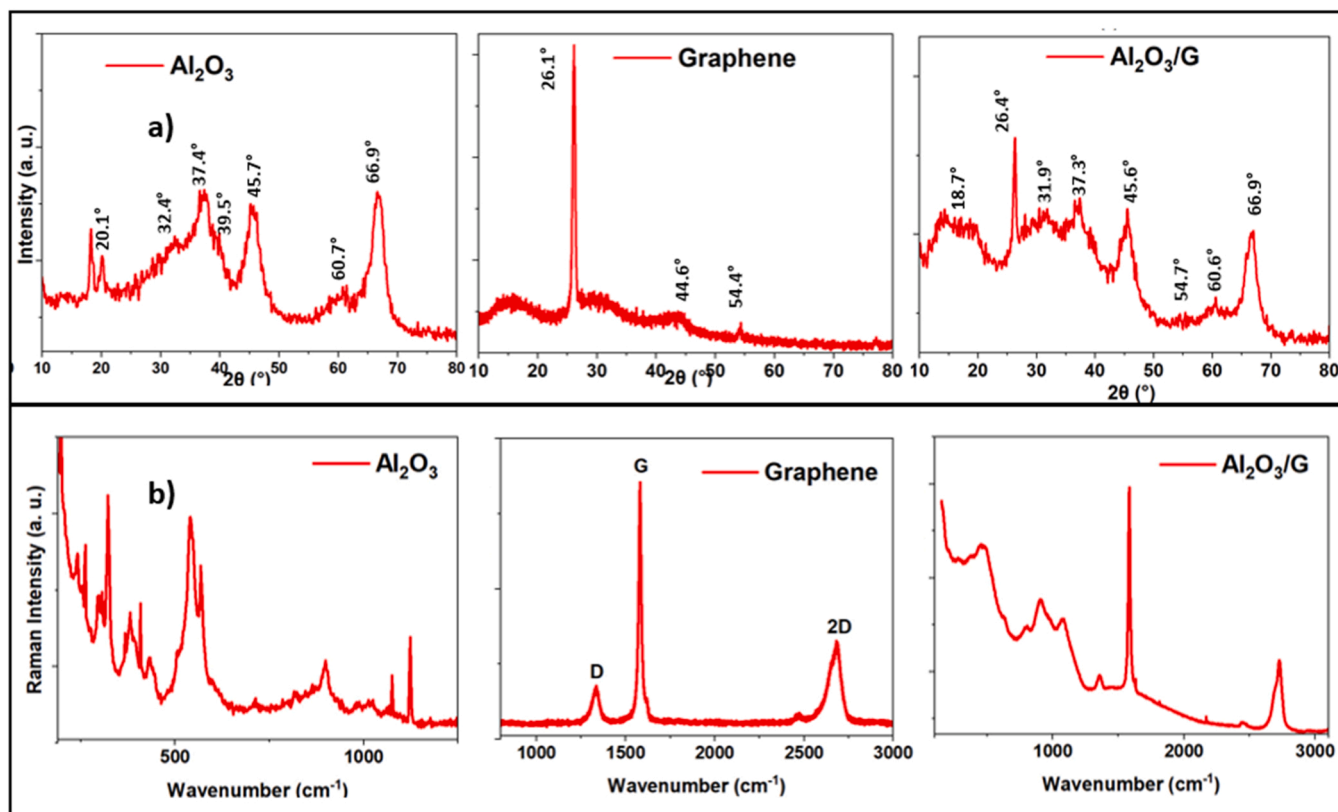 Al₂O₃
a)
Intensity (a. u.)
20.1°
32.4°
37.4°
39.5°
45.7°
60.7°
66.9°
10 20 30 40 50 60 70 80
2θ (°)
Graphene
26.1°
44.6°
54.4°
10 20 30 40 50 60 70 80
2θ (°)
Al₂O₃/G
18.7°
26.4°
31.9°
37.3°
45.6°
54.7°
60.6°
66.9°
10 20 30 40 50 60 70 80
2θ (°)
Al₂O₃
b)
Raman Intensity (a. u.)
500 1000
Wavenumber (cm⁻¹)
Graphene
D
G
2D
1000 1500 2000 2500 3000
Wavenumber (cm⁻¹)
Al₂O₃/G
1000 2000 3000
Wavenumber (cm⁻¹)